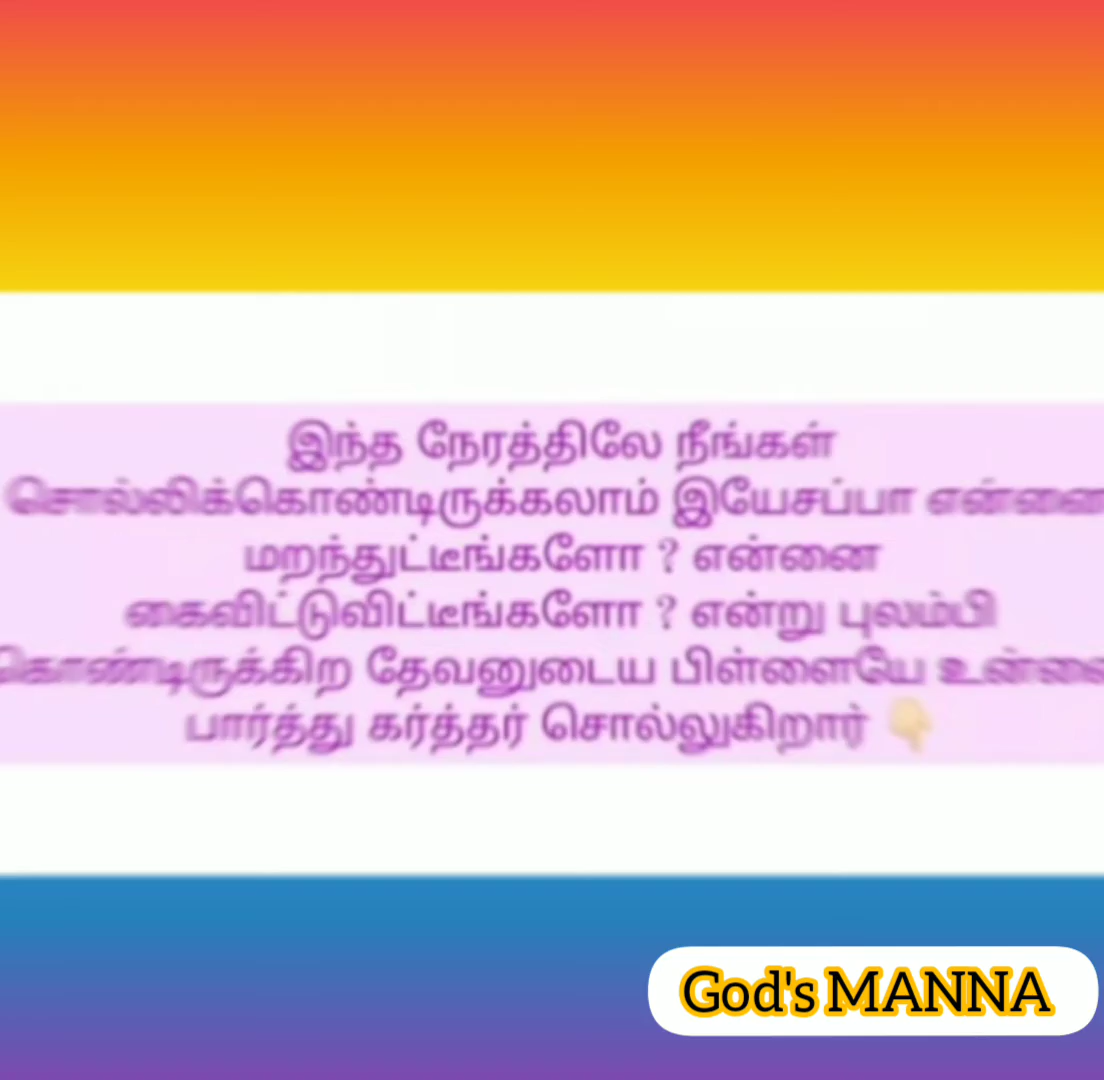 இந்த நேரத்திலே நீங்கள்
சொல்லிக்கொண்டிருக்கலாம் இயேசப்பா என்னை
மறந்துட்டீங்களோ ? என்னை
கைவிட்டுவிட்டீங்களோ ? என்று புலம்பி
கொண்டிருக்கிற தேவனுடைய பிள்ளையே உன்னை
பார்த்து கர்த்தர் சொல்லுகிறார் 👇
God's MANNA